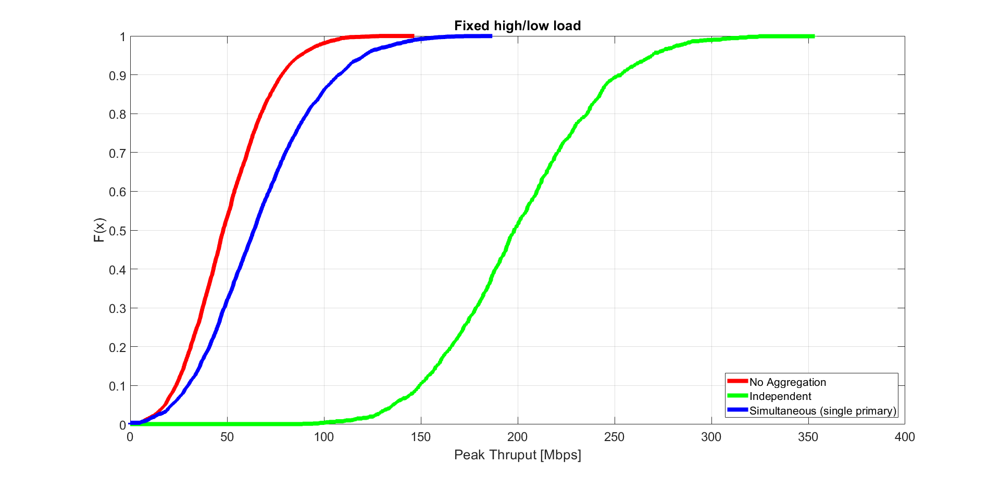 Fixed high/low load
1
0.9
0.8
0.7
0.6
0.5
0.4
0.3
0.2
0.1
0
F(x)
0 50 100 150 200 250 300 350 400
Peak Thruput [Mbps]
No Aggregation
Independent
Simultaneous (single primary)